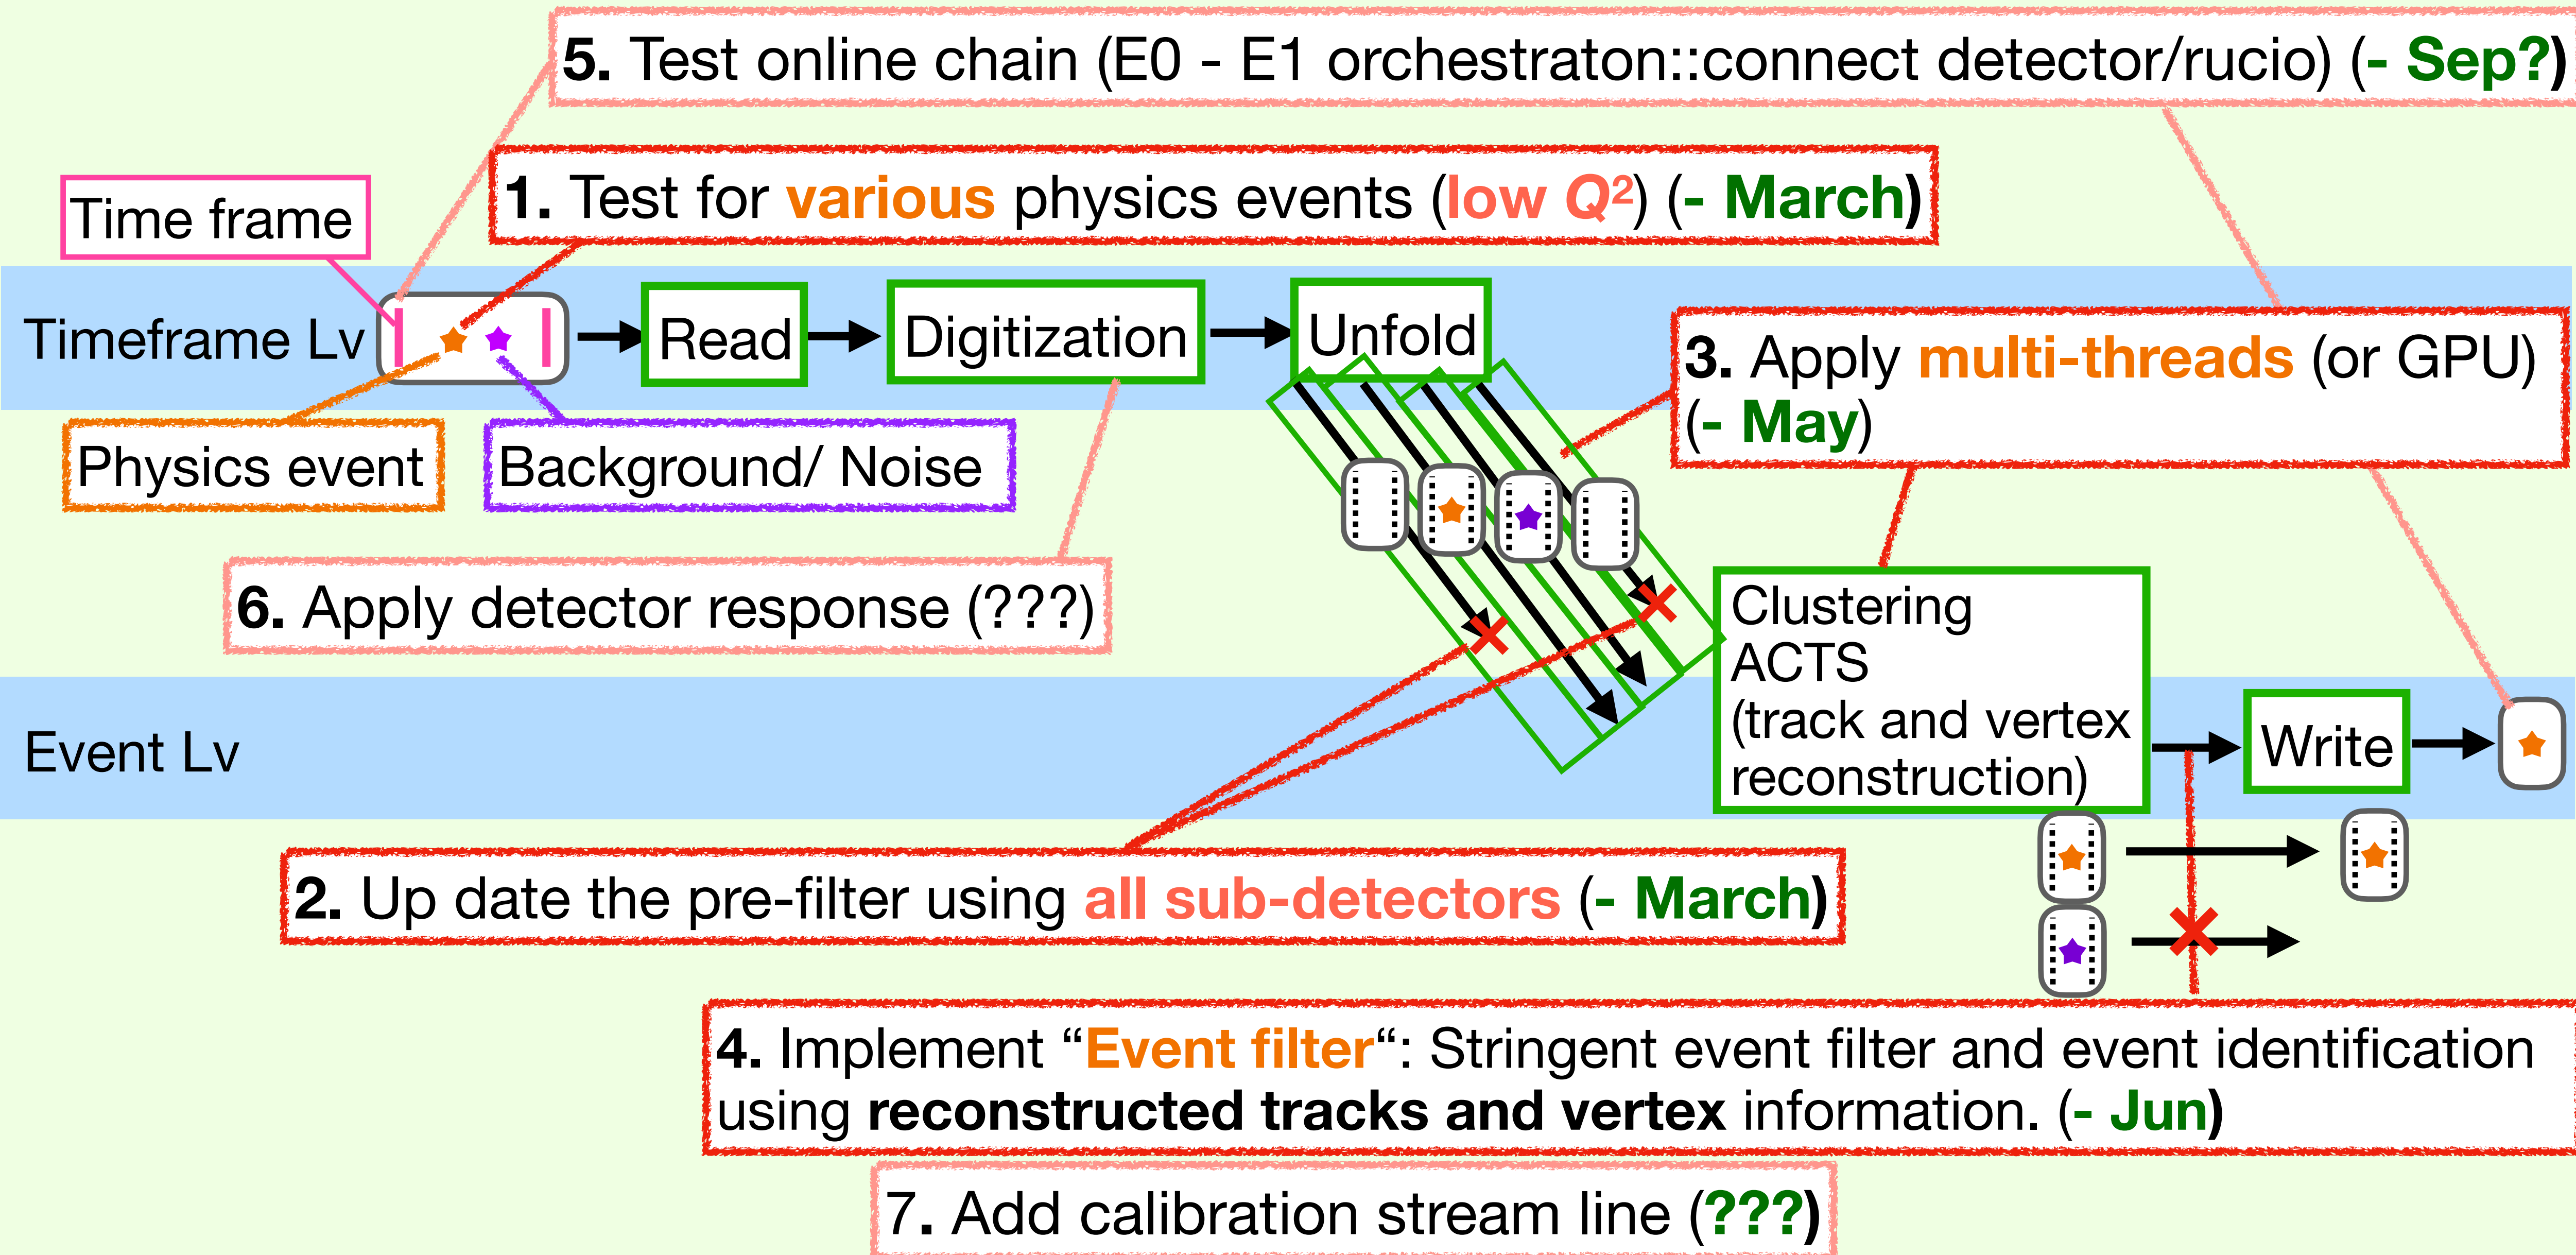 5. Test online chain (E0 - E1 orchestraton::connect detector/rucio) (- Sep?)
1. Test for various physics events (low Q²) (- March)
Time frame
Timeframe Lv
Read
Digitization
Unfold
3. Apply multi-threads (or GPU)
(- May)
Physics event
Background/ Noise
6. Apply detector response (???)
Clustering
ACTS
(track and vertex
reconstruction)
Event Lv
Write
2. Up date the pre-filter using all sub-detectors (- March)
4. Implement “Event filter“: Stringent event filter and event identification
using reconstructed tracks and vertex information. (- Jun)
7. Add calibration stream line (???)